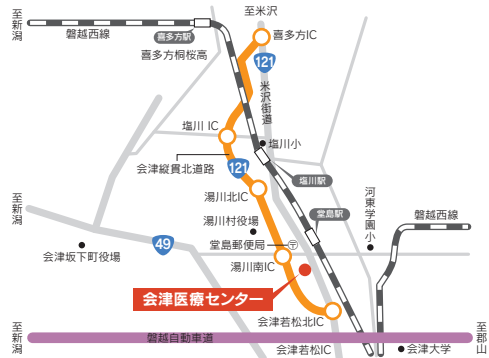 至新潟
至米沢
磐越西線
喜多方駅
喜多方桐桜高
喜多方IC
121
米沢街道
塩川 IC
塩川小
会津縦貫北道路
121
塩川駅
湯川北IC
堂島駅
河東学園小
磐越西線
至新潟
湯川村役場
堂島郵便局
〒
49
会津坂下町役場
湯川南IC
会津医療センター
会津若松北IC
至新潟
磐越自動車道
会津若松IC
会津大学
至郡山